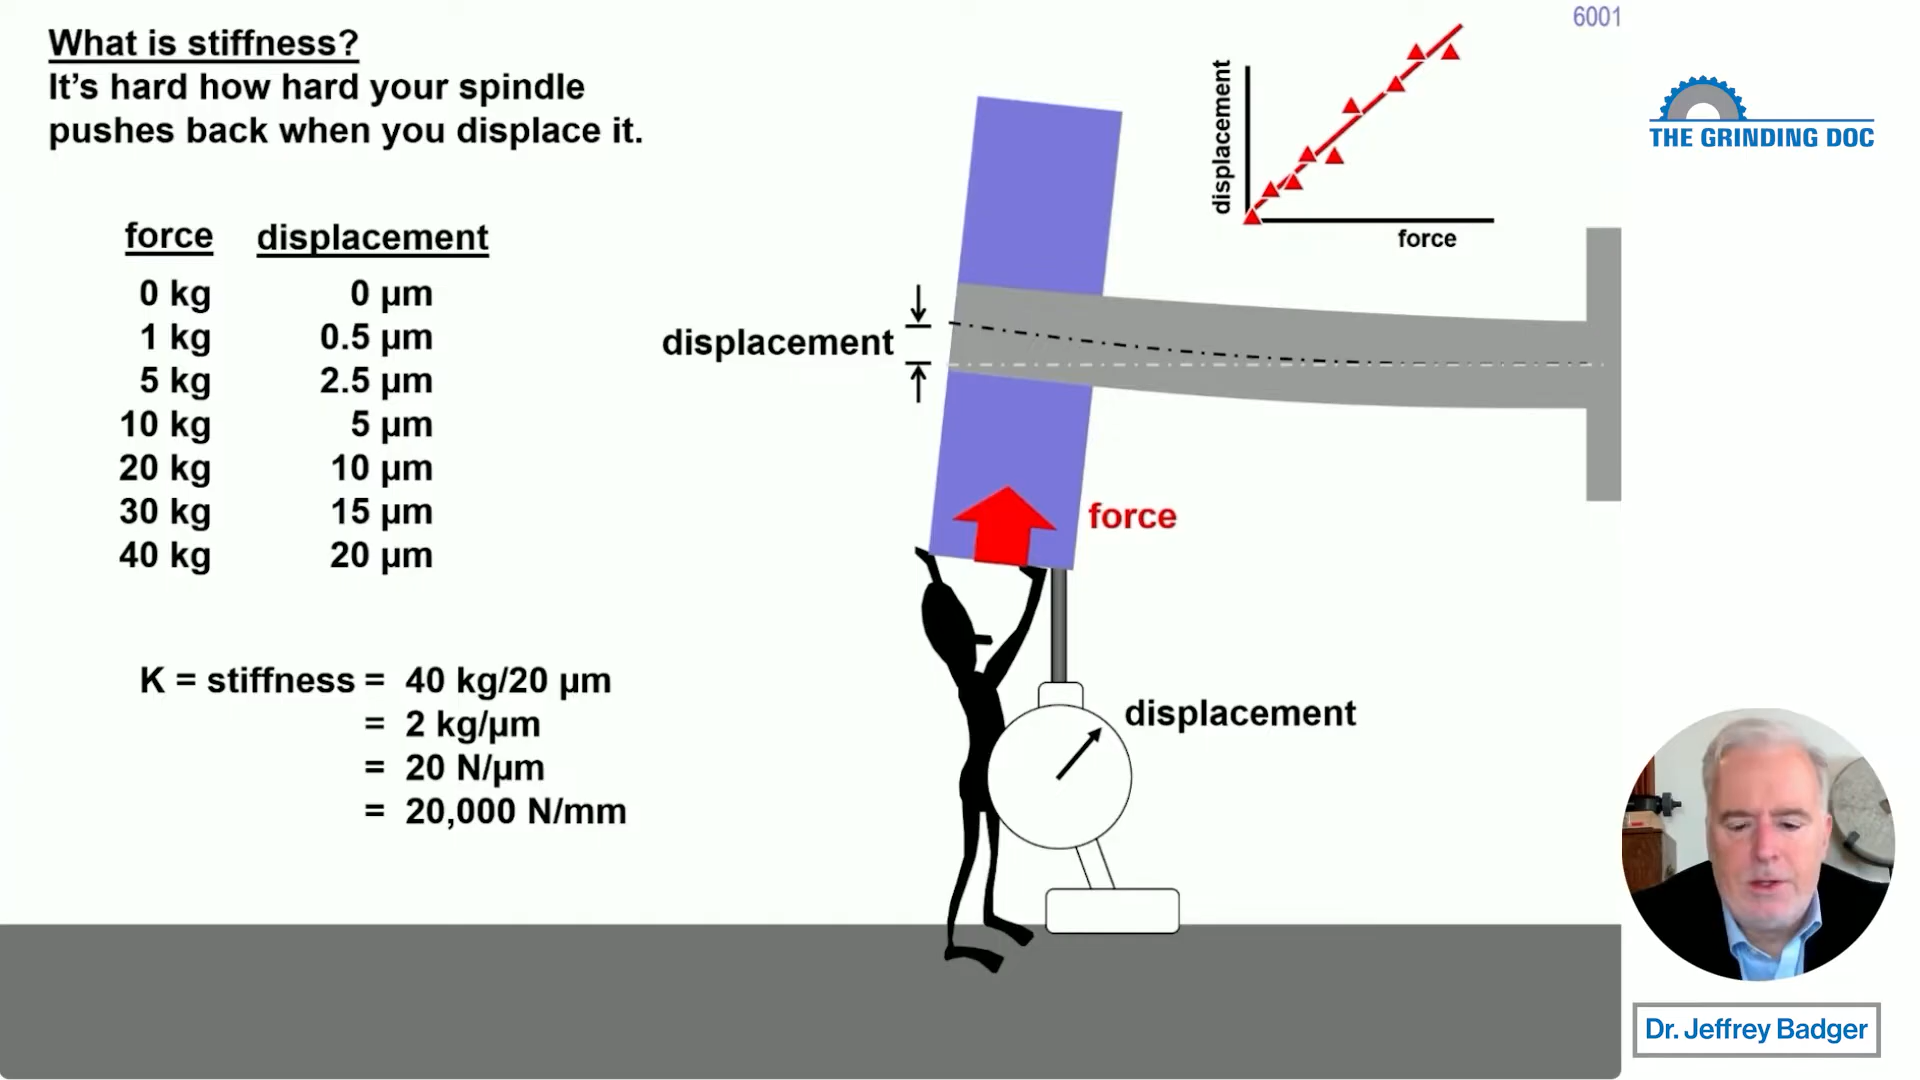 What is stiffness?
It's hard how hard your spindle
pushes back when you displace it.
force displacement
0 kg 0 µm
1 kg 0.5 µm
5 kg 2.5 µm
10 kg 5 µm
20 kg 10 µm
30 kg 15 µm
40 kg 20 µm
K = stiffness = 40 kg/20 µm
= 2 kg/µm
= 20 N/µm
= 20,000 N/mm
displacement
force
displacement
displacement
force
6001
THE GRINDING DOC
Dr. Jeffrey Badger